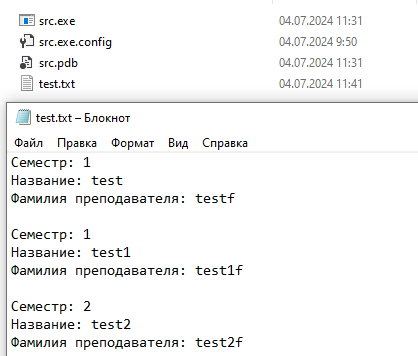 src.exe 04.07.2024 11:31
src.exe.config 04.07.2024 9:50
src.pdb 04.07.2024 11:31
test.txt 04.07.2024 11:41
test.txt – Блокнот
Файл Правка Формат Вид Справка
Семестр: 1
Название: test
Фамилия преподавателя: testf
Семестр: 1
Название: test1
Фамилия преподавателя: test1f
Семестр: 2
Название: test2
Фамилия преподавателя: test2f